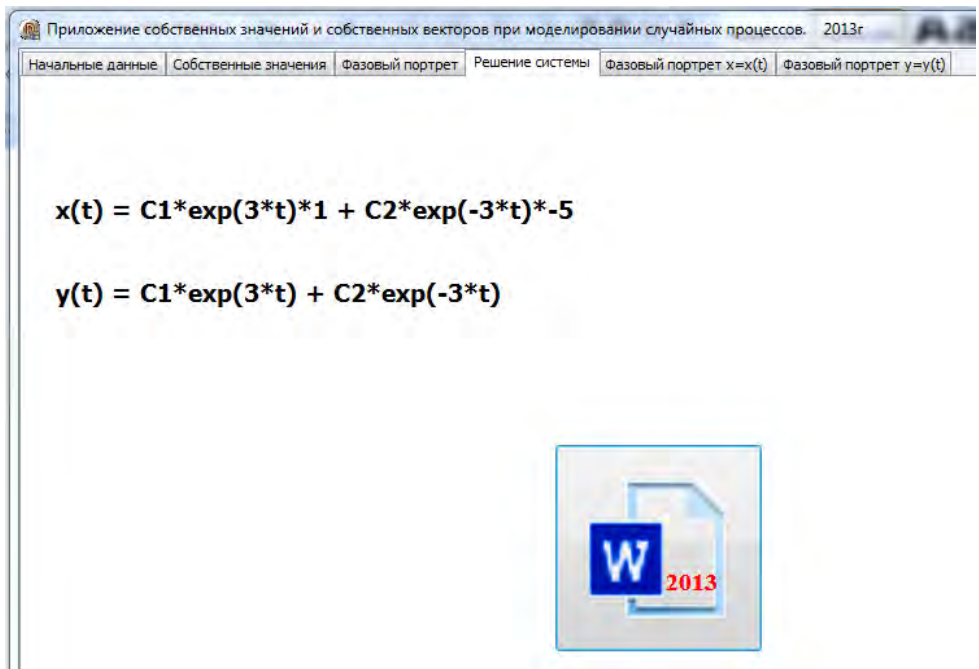 Приложение собственных значений и собственных векторов при моделировании случайных процессов. 2013г
Начальные данные Собственные значения Фазовый портрет Решение системы Фазовый портрет x=x(t) Фазовый портрет y=y(t)
x(t) = C1*exp(3*t)*1 + C2*exp(-3*t)*-5
y(t) = C1*exp(3*t) + C2*exp(-3*t)
W
2013